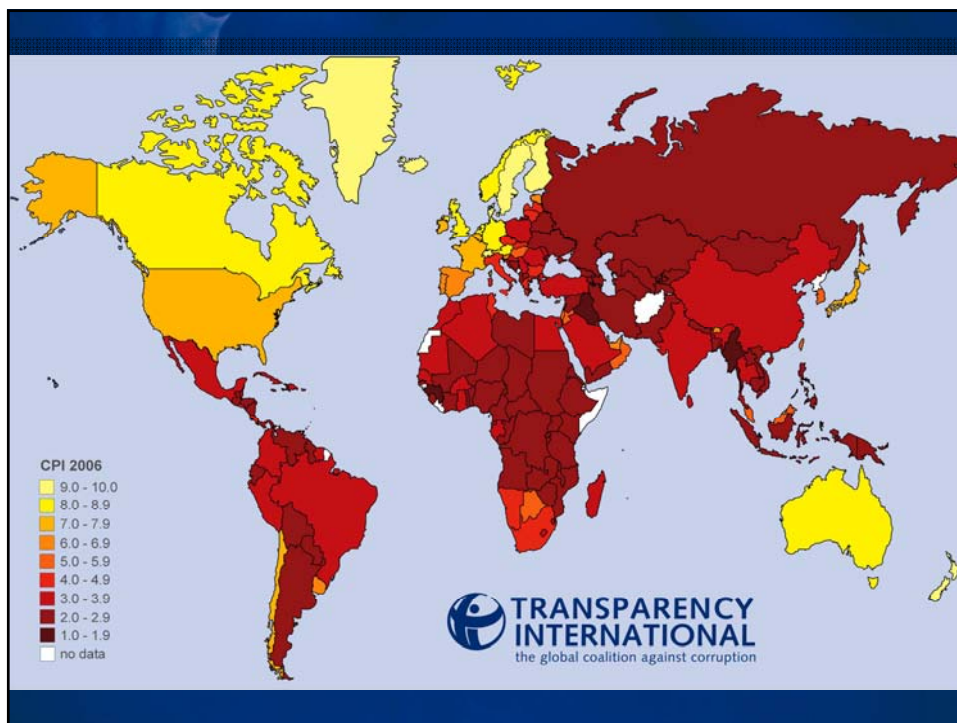 CPI 2006
9.0 - 10.0
8.0 - 8.9
7.0 - 7.9
6.0 - 6.9
5.0 - 5.9
4.0 - 4.9
3.0 - 3.9
2.0 - 2.9
1.0 - 1.9
no data
TRANSPARENCY
INTERNATIONAL
the global coalition against corruption